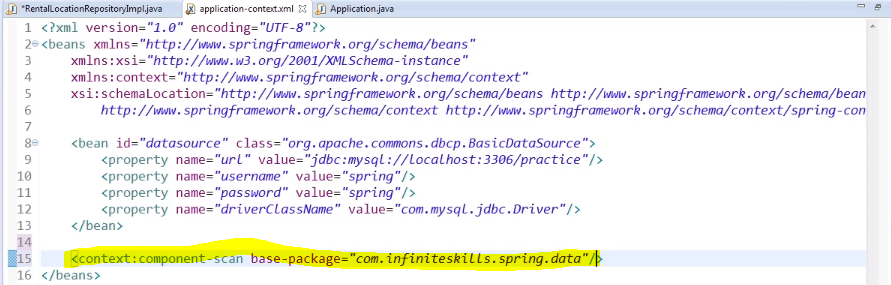 *RentalLocationRepositoryImpl.java application-context.xml Application.java
1 <?xml version="1.0" encoding="UTF-8"?>
2 <beans xmlns="http://www.springframework.org/schema/beans"
3 xmlns:xsi="http://www.w3.org/2001/XMLSchema-instance"
4 xmlns:context="http://www.springframework.org/schema/context"
5 xsi:schemaLocation="http://www.springframework.org/schema/beans http://www.springframework.org/schema/bean
6 http://www.springframework.org/schema/context http://www.springframework.org/schema/context/spring-con
7
8 <bean id="datasource" class="org.apache.commons.dbcp.BasicDataSource">
9 <property name="url" value="jdbc:mysql://localhost:3306/practice"/>
10 <property name="username" value="spring"/>
11 <property name="password" value="spring"/>
12 <property name="driverClassName" value="com.mysql.jdbc.Driver"/>
13 </bean>
14
15 <context:component-scan base-package="com.infiniteskills.spring.data"/>
16 </beans>